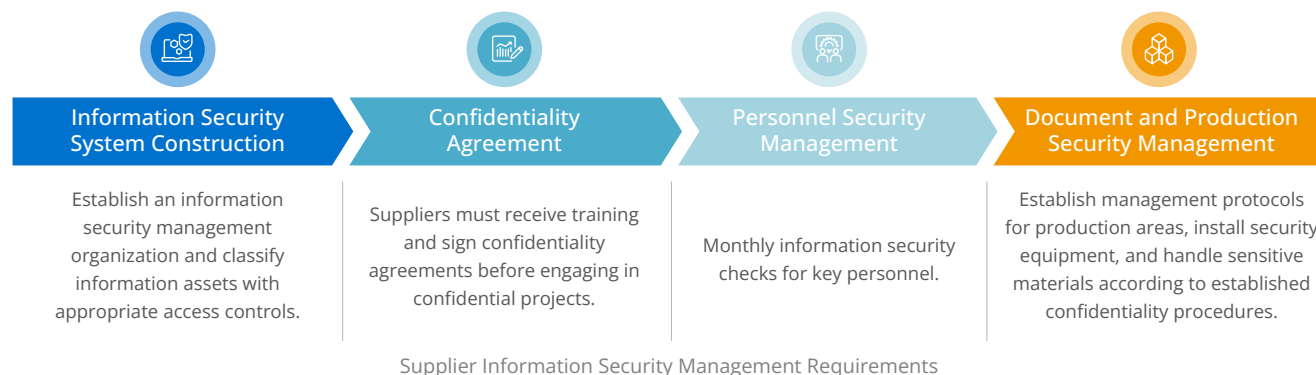 Information Security
System Construction
Confidentiality
Agreement
Personnel Security
Management
Document and Production
Security Management
Establish an information
security management
organization and classify
information assets with
appropriate access controls.
Suppliers must receive training
and sign confidentiality
agreements before engaging in
confidential projects.
Monthly information security
checks for key personnel.
Establish management protocols
for production areas, install security
equipment, and handle sensitive
materials according to established
confidentiality procedures.
Supplier Information Security Management Requirements